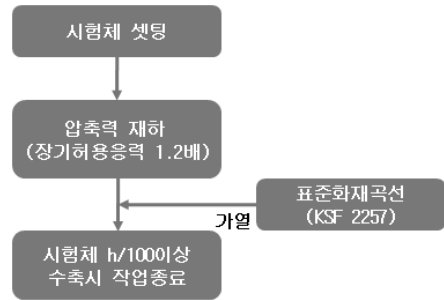 시험체 셋팅
압축력 재하
(장기허용응력 1.2배)
표준화재곡선
(KSF 2257)
가열
시험체 h/100이상
수축시 작업종료